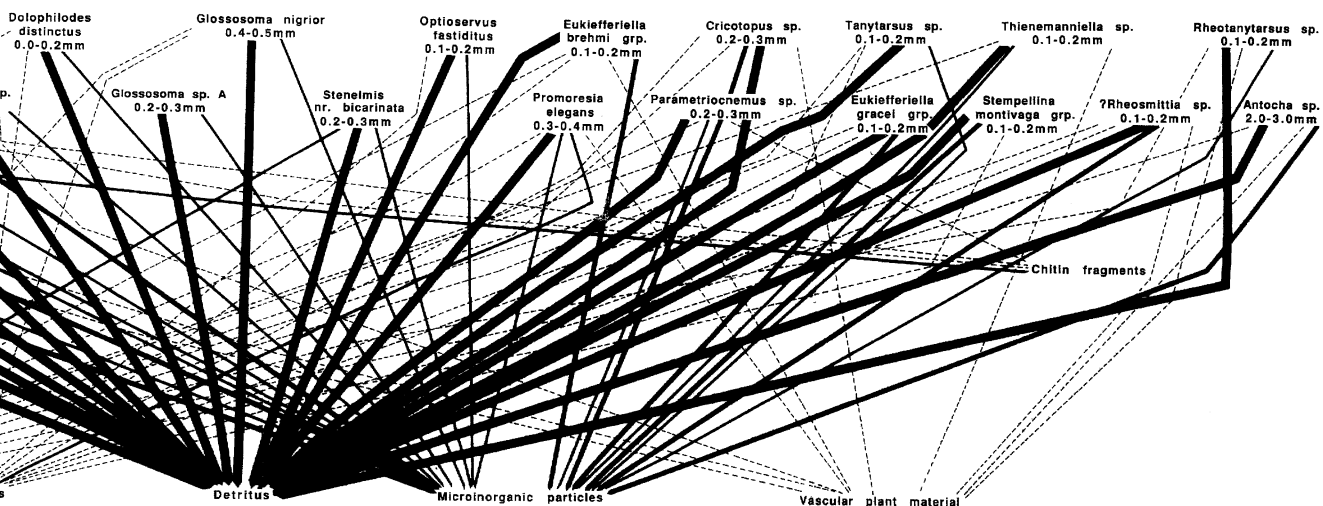 Dolophilodes
distinctus
0.0-0.2mm
Glossosoma nigrior
0.4-0.5mm
Optioservus
fastiditus
0.1-0.2mm
Eukiefferiella
brehmi grp.
0.1-0.2mm
Cricotopus sp.
0.2-0.3mm
Tanytarsus sp.
0.1-0.2mm
Thienemanniella sp.
0.1-0.2mm
Rheotanytarsus sp.
0.1-0.2mm
p.
Glossosoma sp. A
0.2-0.3mm
Stenelmis
nr. bicarinata
0.2-0.3mm
Promoresia
elegans
0.3-0.4mm
Parametriocnemus sp.
0.2-0.3mm
Eukiefferiella
gracei grp.
0.1-0.2mm
Stempellina
montivaga grp.
0.1-0.2mm
?Rheosmittia sp.
0.1-0.2mm
Antocha sp.
2.0-3.0mm
Chitin fragments
s
Detritus
Microinorganic particles
Vascular plant material